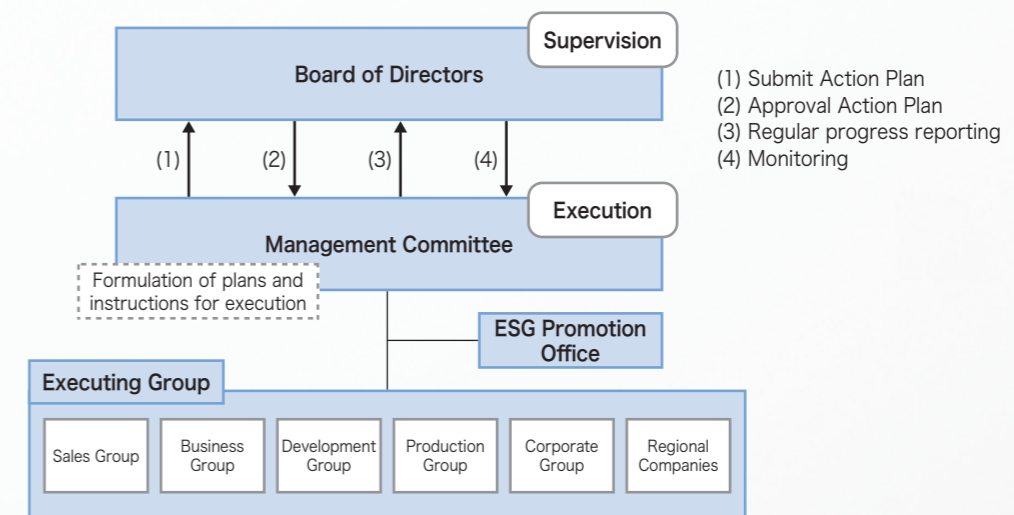 Supervision
Board of Directors
(1) Submit Action Plan
(2) Approval Action Plan
(3) Regular progress reporting
(4) Monitoring
(1)
(2)
(3)
(4)
Execution
Management Committee
Formulation of plans and
instructions for execution
ESG Promotion
Office
Executing Group
Sales Group
Business
Group
Development
Group
Production
Group
Corporate
Group
Regional
Companies